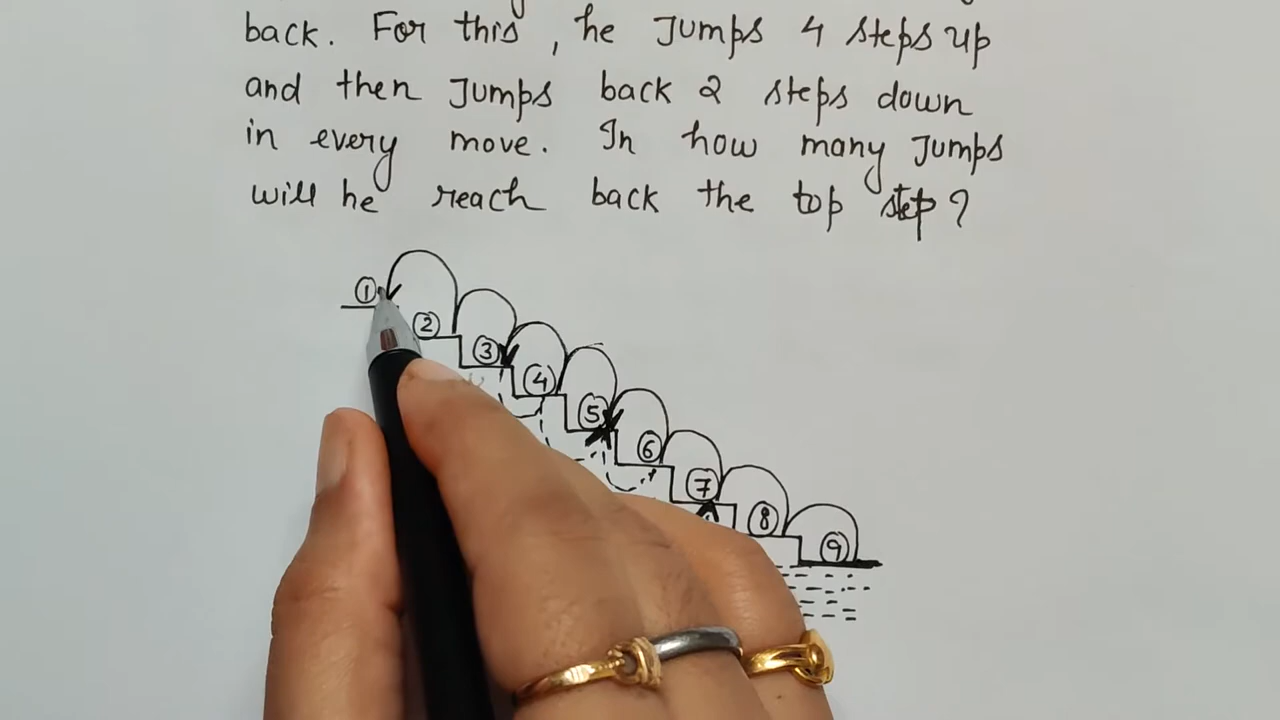 back. For this, he Jumps 4 steps up
and then Jumps back 2 steps down
in every move. In how many Jumps
will he reach back the top step?
1
2
3
4
5
6
7
8
9